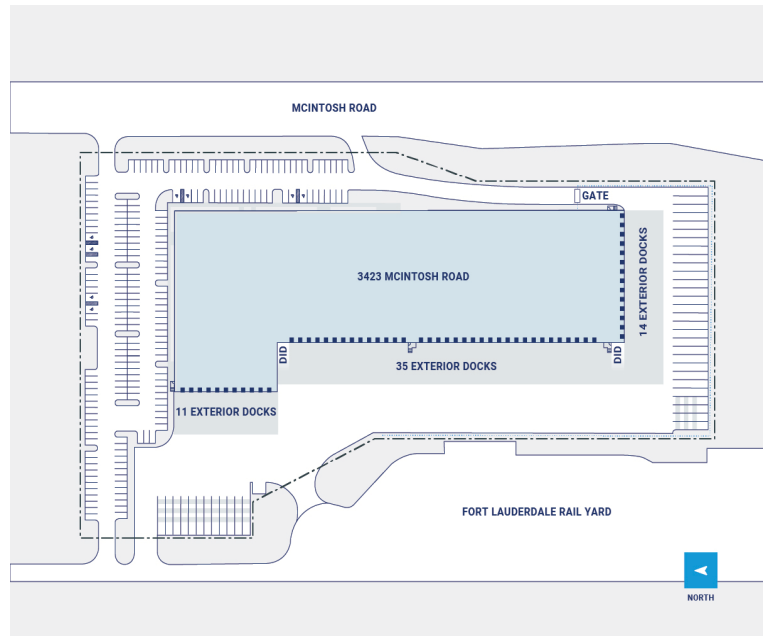 MCINTOSH ROAD
GATE
3423 MCINTOSH ROAD
14 EXTERIOR DOCKS
DID
DID
35 EXTERIOR DOCKS
11 EXTERIOR DOCKS
FORT LAUDERDALE RAIL YARD
NORTH